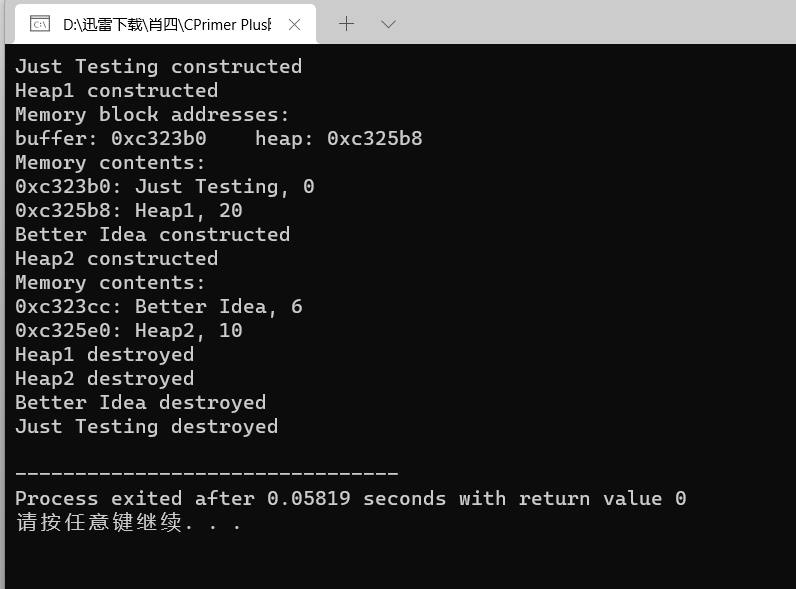 D:\迅雷下载\肖四\CPrimer Plus
Just Testing constructed
Heap1 constructed
Memory block addresses:
buffer: 0xc323b0    heap: 0xc325b8
Memory contents:
0xc323b0: Just Testing, 0
0xc325b8: Heap1, 20
Better Idea constructed
Heap2 constructed
Memory contents:
0xc323cc: Better Idea, 6
0xc325e0: Heap2, 10
Heap1 destroyed
Heap2 destroyed
Better Idea destroyed
Just Testing destroyed
--------------------------------
Process exited after 0.05819 seconds with return value 0
请按任意键继续. . .